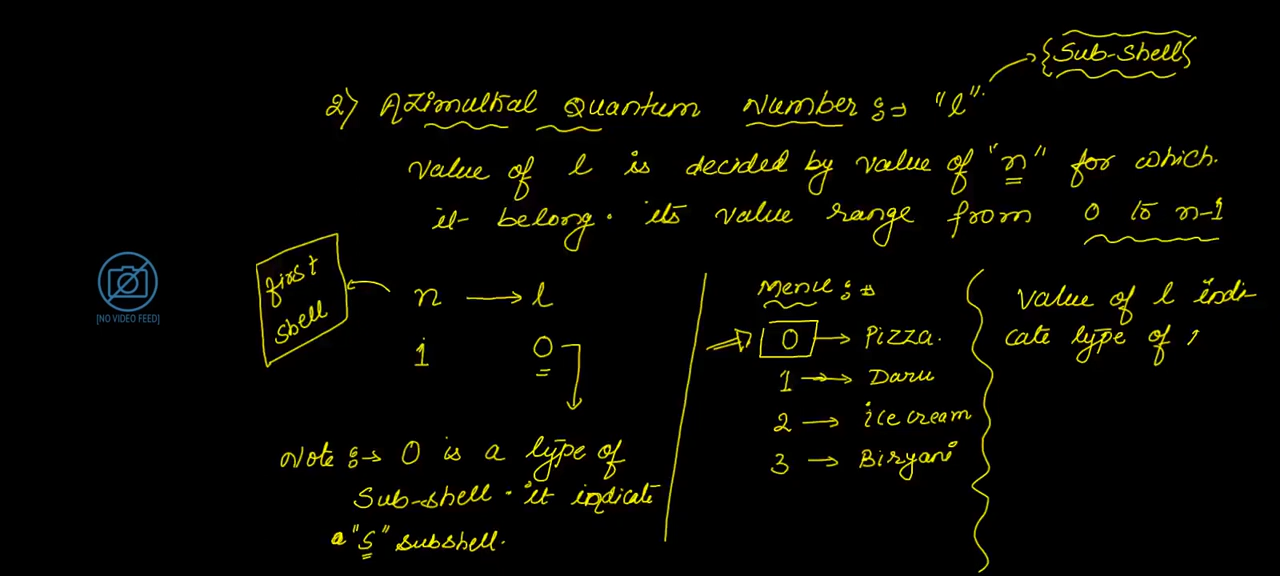 Sub-Shell
2) Azimuthal Quantum Number :→ "l"
value of l is decided by value of "n" for which
it belong. its value range from 0 to n-1
first
shell
n → l
1 0
Note :→ 0 is a type of
Sub-shell. it indicate
a "S" subshell.
Menu :→
0 → Pizza.
1 → Daru
2 → ice cream
3 → Biryani
value of l indi-
cate type of
[NO VIDEO FEED]